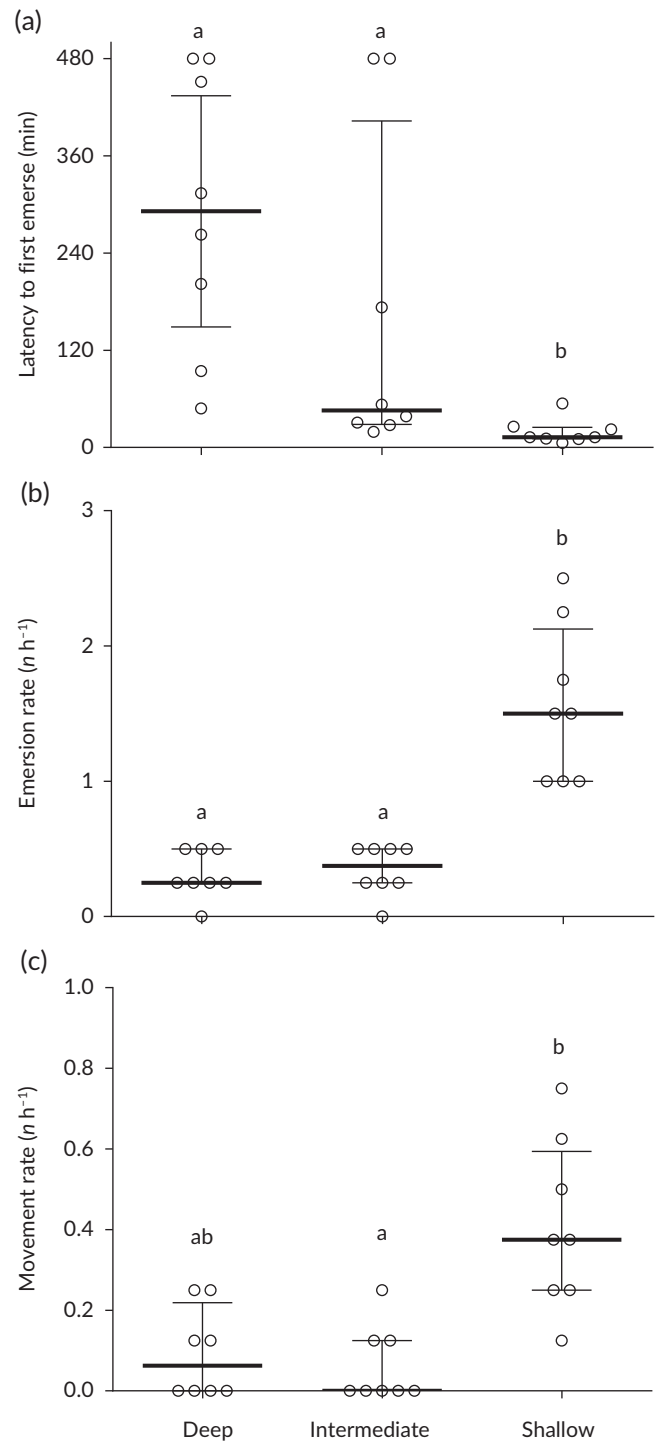 (a)
a
a
480
360
240
120
0
b
Latency to first emerse (min)
(b)
3
2
1
0
a
a
b
Emersion rate (n h⁻¹)
(c)
1.0
0.8
0.6
0.4
0.2
0.0
ab
a
b
Movement rate (n h⁻¹)
Deep
Intermediate
Shallow